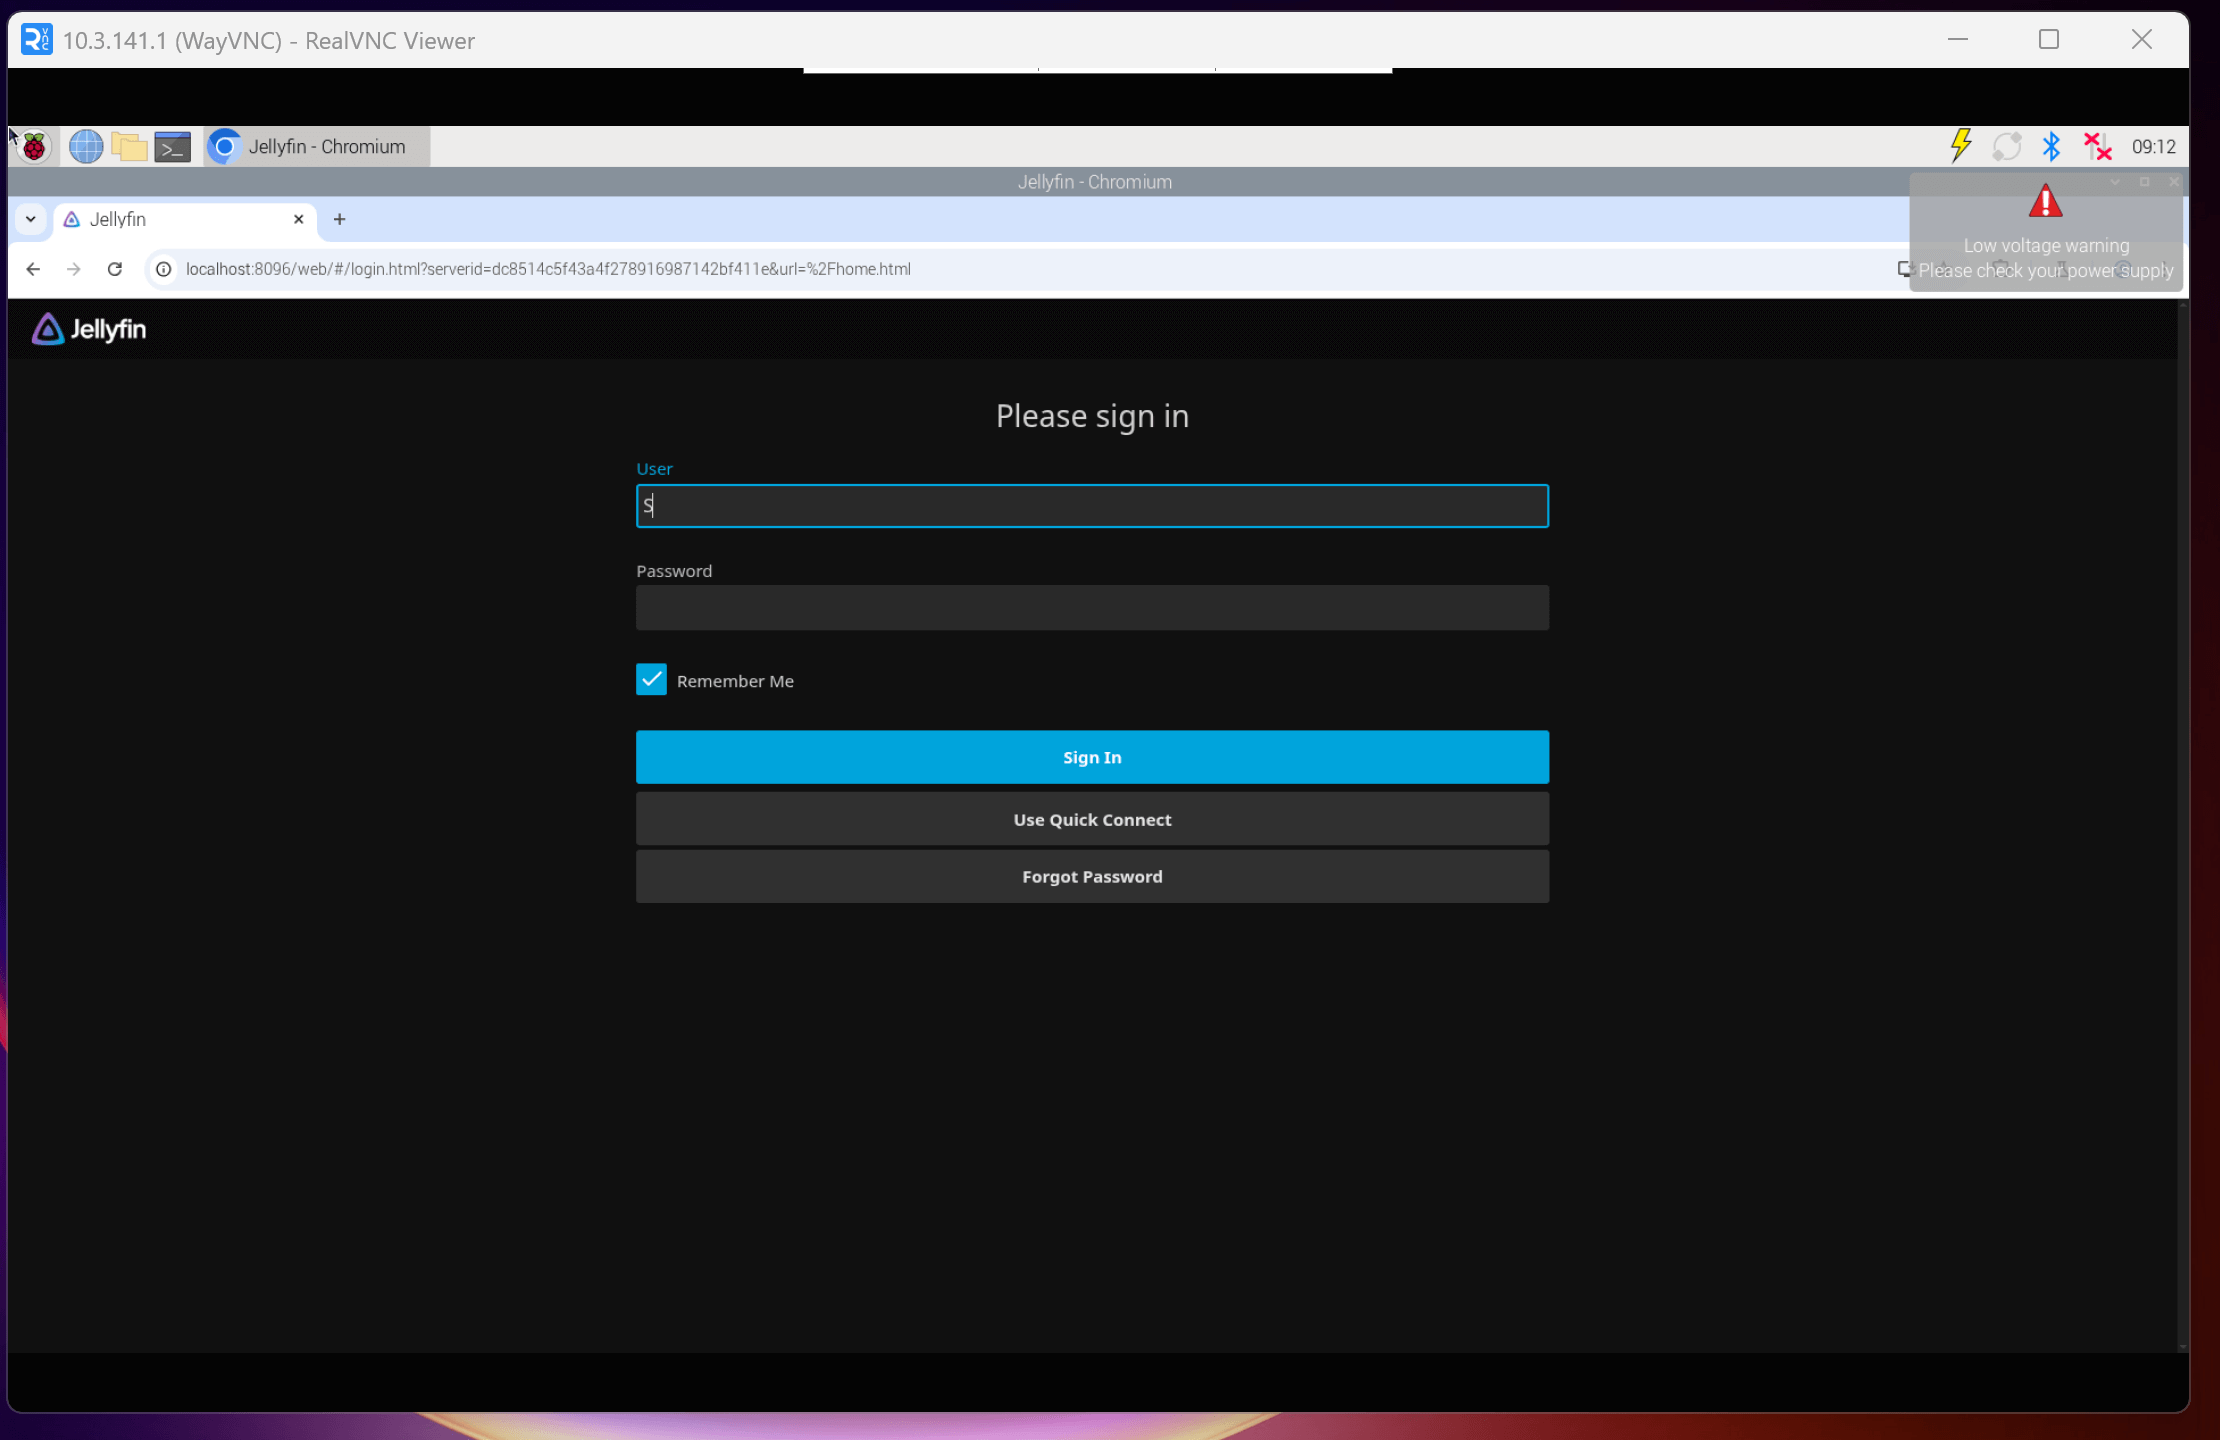 10.3.141.1 (WayVNC) - RealVNC Viewer
Jellyfin - Chromium
09:12
Jellyfin - Chromium
Jellyfin
localhost:8096/web/#/login.html?serverid=dc8514c5f43a4f278916987142bf411e&url=%2Fhome.html
Low voltage warning
Please check your power supply
Jellyfin
Please sign in
User
S
Password
Remember Me
Sign In
Use Quick Connect
Forgot Password